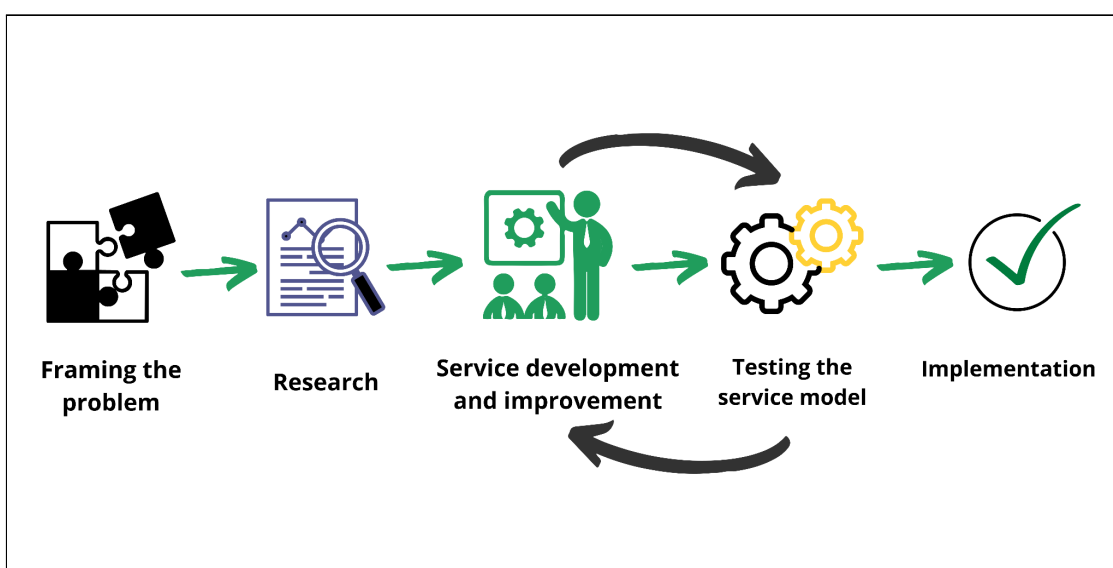 Framing the
problem
Research
Service development
and improvement
Testing the
service model
Implementation